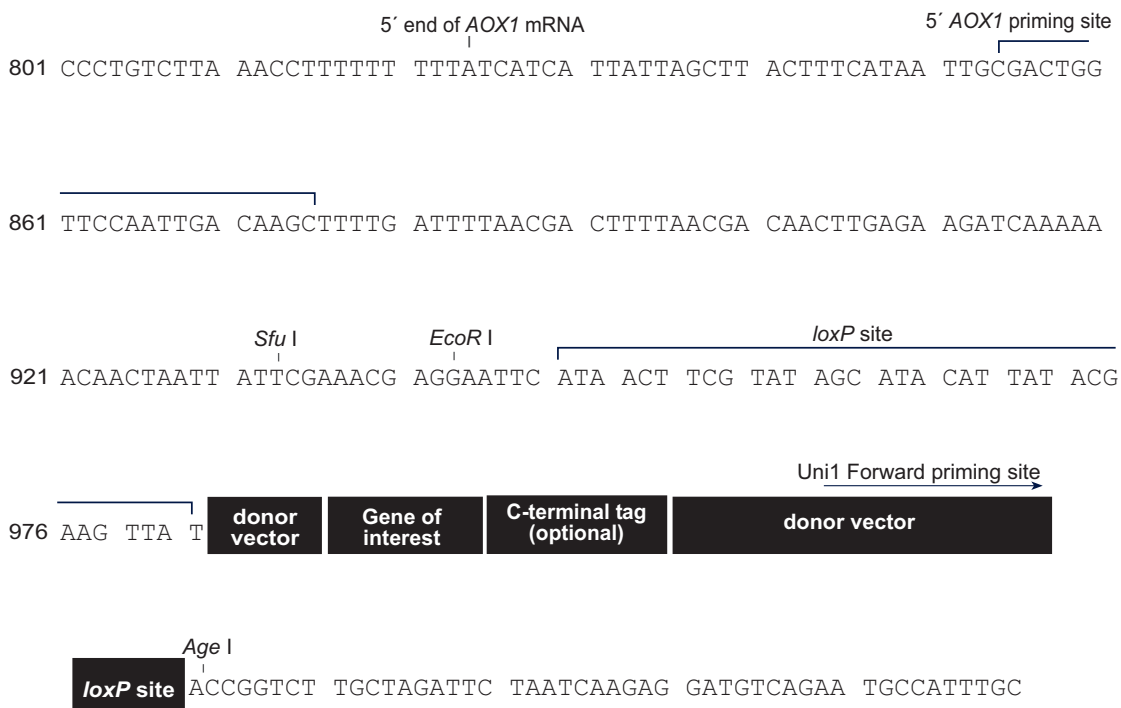 5´ end of AOX1 mRNA 5´ AOX1 priming site
801 CCCTGTCTTA AACCTTTTTT TTTATCATCA TTATTAGCTT ACTTTCATAA TTGCGACTGG
861 TTCCAATTGA CAAGCTTTTG ATTTTAACGA CTTTTAACGA CAACTTGAGA AGATCAAAAA
Sfu I EcoR I loxP site
921 ACAACTAATT ATTCGAAACG AGGAATTC ATA ACT TCG TAT AGC ATA CAT TAT ACG
Uni1 Forward priming site
976 AAG TTA T donor vector Gene of interest C-terminal tag (optional) donor vector
Age I
loxP site ACCGGTCT TGCTAGATTC TAATCAAGAG GATGTCAGAA TGCCATTTGC